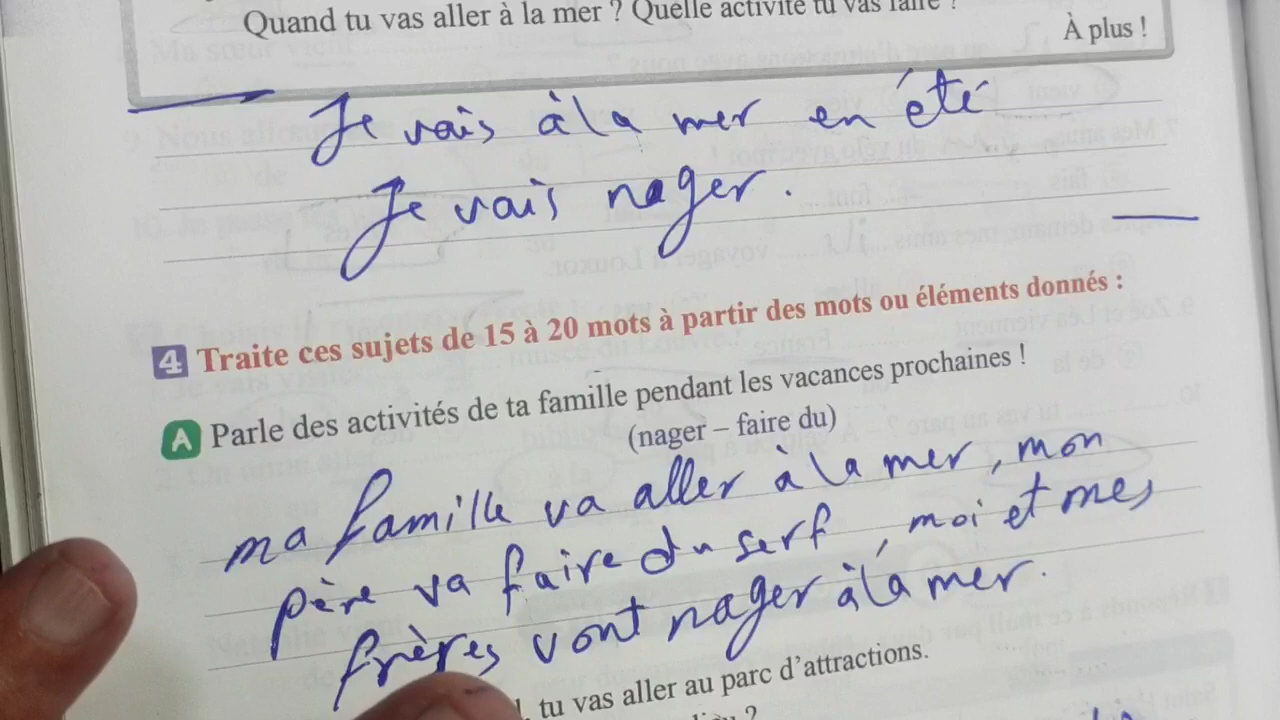 Quand tu vas aller à la mer ? Quelle activité tu vas faire ?
À plus !
Je vais à la mer en été
Je vais nager.
4 Traite ces sujets de 15 à 20 mots à partir des mots ou éléments donnés :
A Parle des activités de ta famille pendant les vacances prochaines !
(nager – faire du)
ma famille va aller à la mer, mon
père va faire du serf, moi et mes
frères vont nager à la mer.
tu vas aller au parc d'attractions.